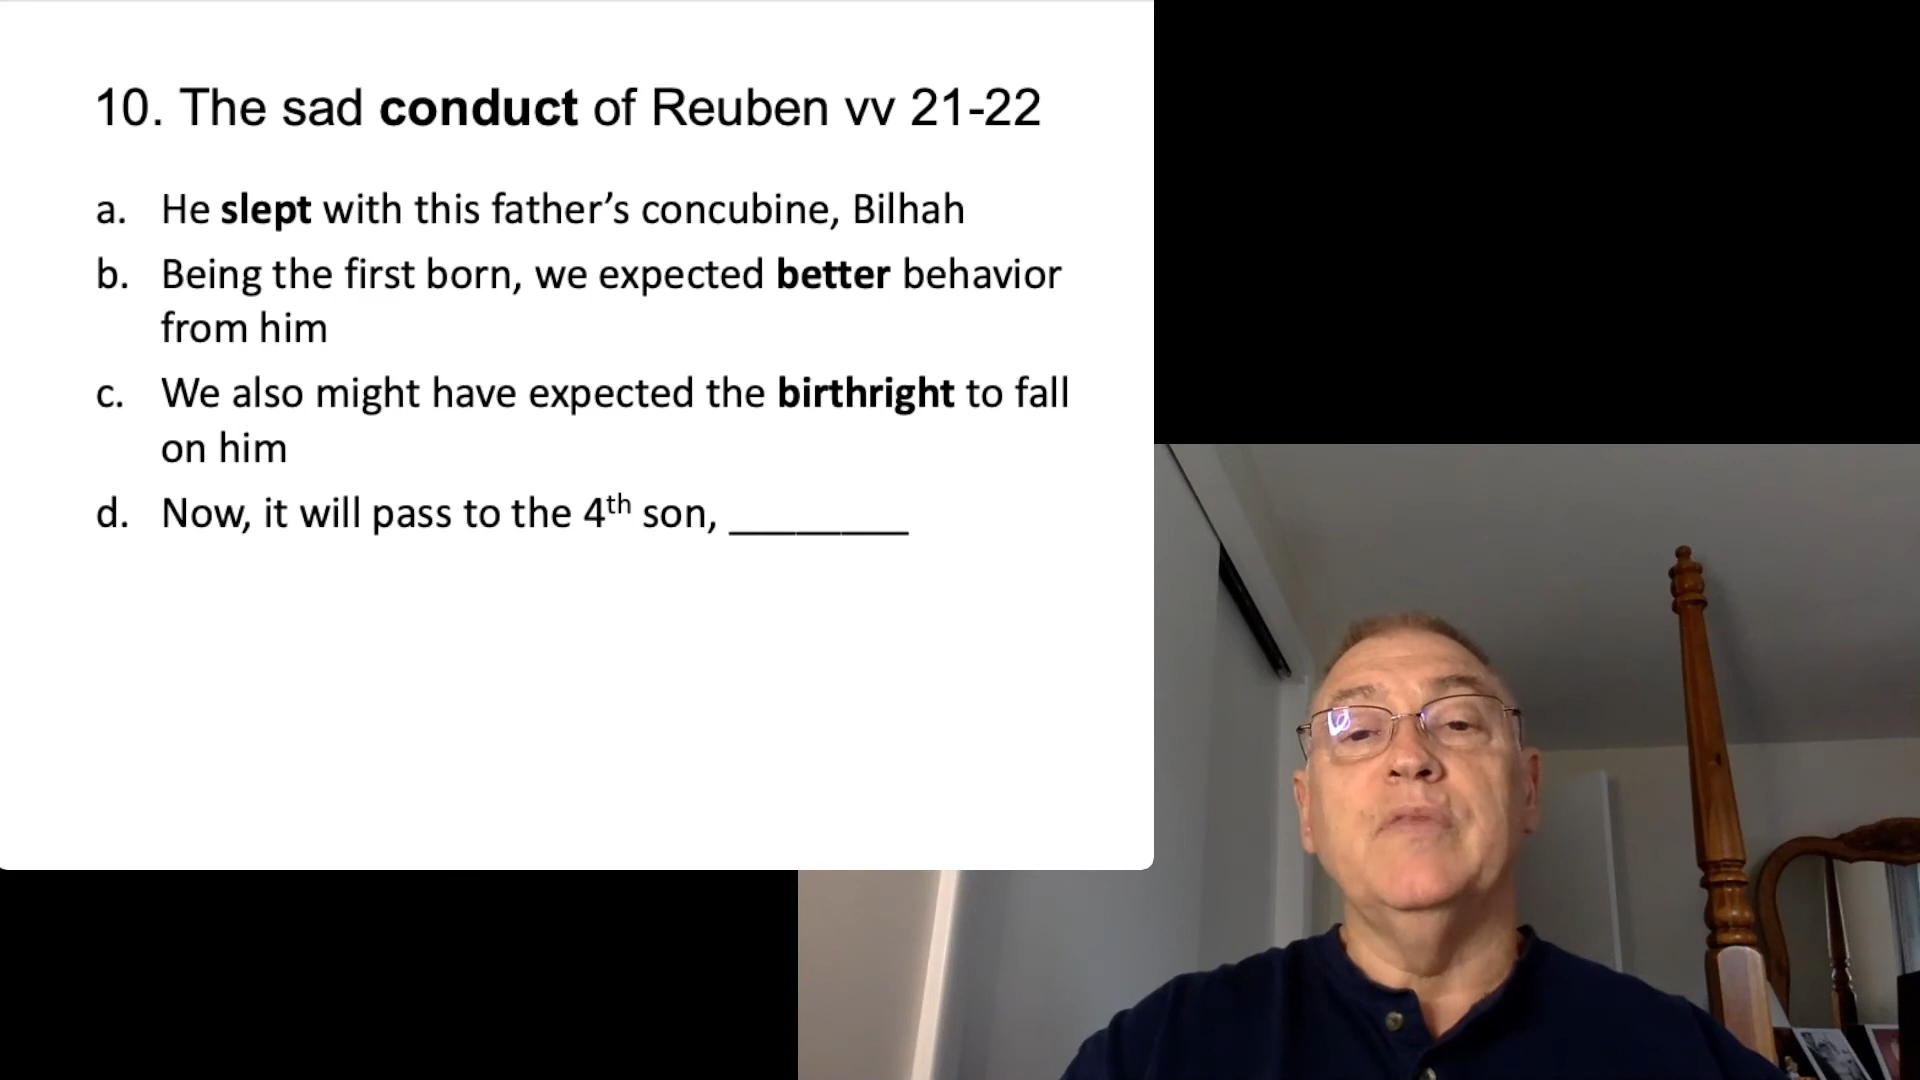 10. The sad conduct of Reuben vv 21-22
a. He slept with this father’s concubine, Bilhah
b. Being the first born, we expected better behavior
from him
c. We also might have expected the birthright to fall
on him
d. Now, it will pass to the 4th son, ________